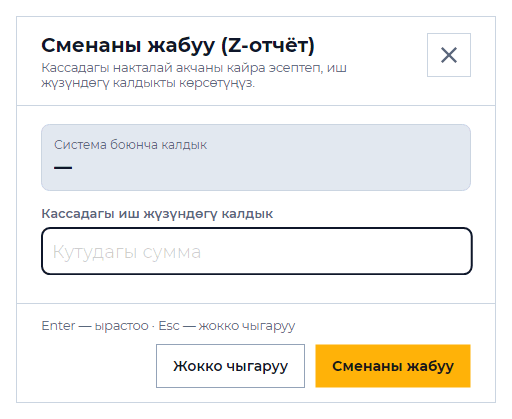 Сменаны жабуу (Z-отчёт)
Кассадагы накталай акчаны кайра эсептеп, иш
жүзүндөгү калдыкты көрсөтүңүз.
Система боюнча калдык
—
Кассадагы иш жүзүндөгү калдык
Кутудагы сумма
Enter — ырастоо · Esc — жокко чыгаруу
Жокко чыгаруу
Сменаны жабуу